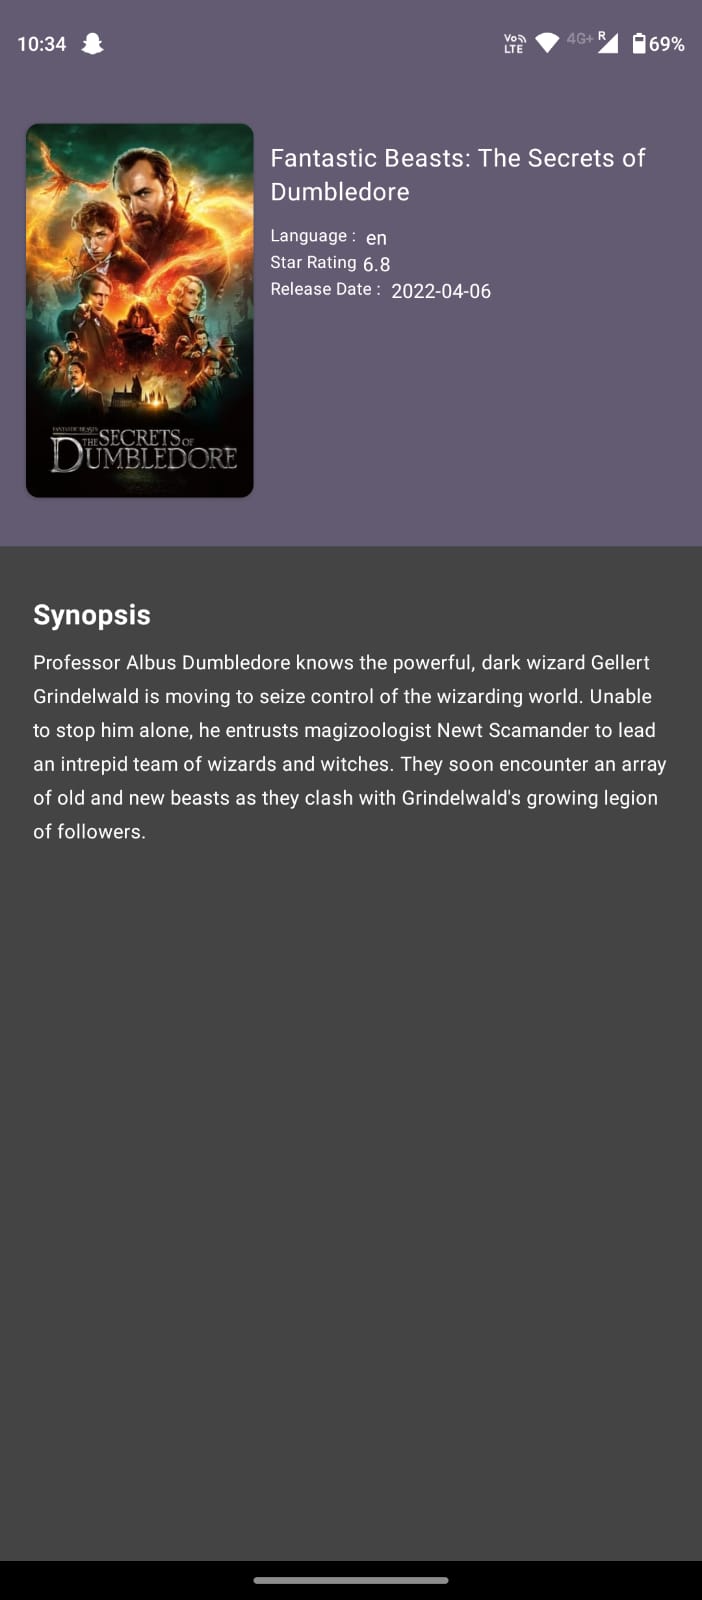 10:34
Vo LTE 4G+ R 69%
Fantastic Beasts: The Secrets of
Dumbledore
Language : en
Star Rating 6.8
Release Date : 2022-04-06
FANTASTIC BEASTS
THE SECRETS OF
DUMBLEDORE
Synopsis
Professor Albus Dumbledore knows the powerful, dark wizard Gellert
Grindelwald is moving to seize control of the wizarding world. Unable
to stop him alone, he entrusts magizoologist Newt Scamander to lead
an intrepid team of wizards and witches. They soon encounter an array
of old and new beasts as they clash with Grindelwald's growing legion
of followers.